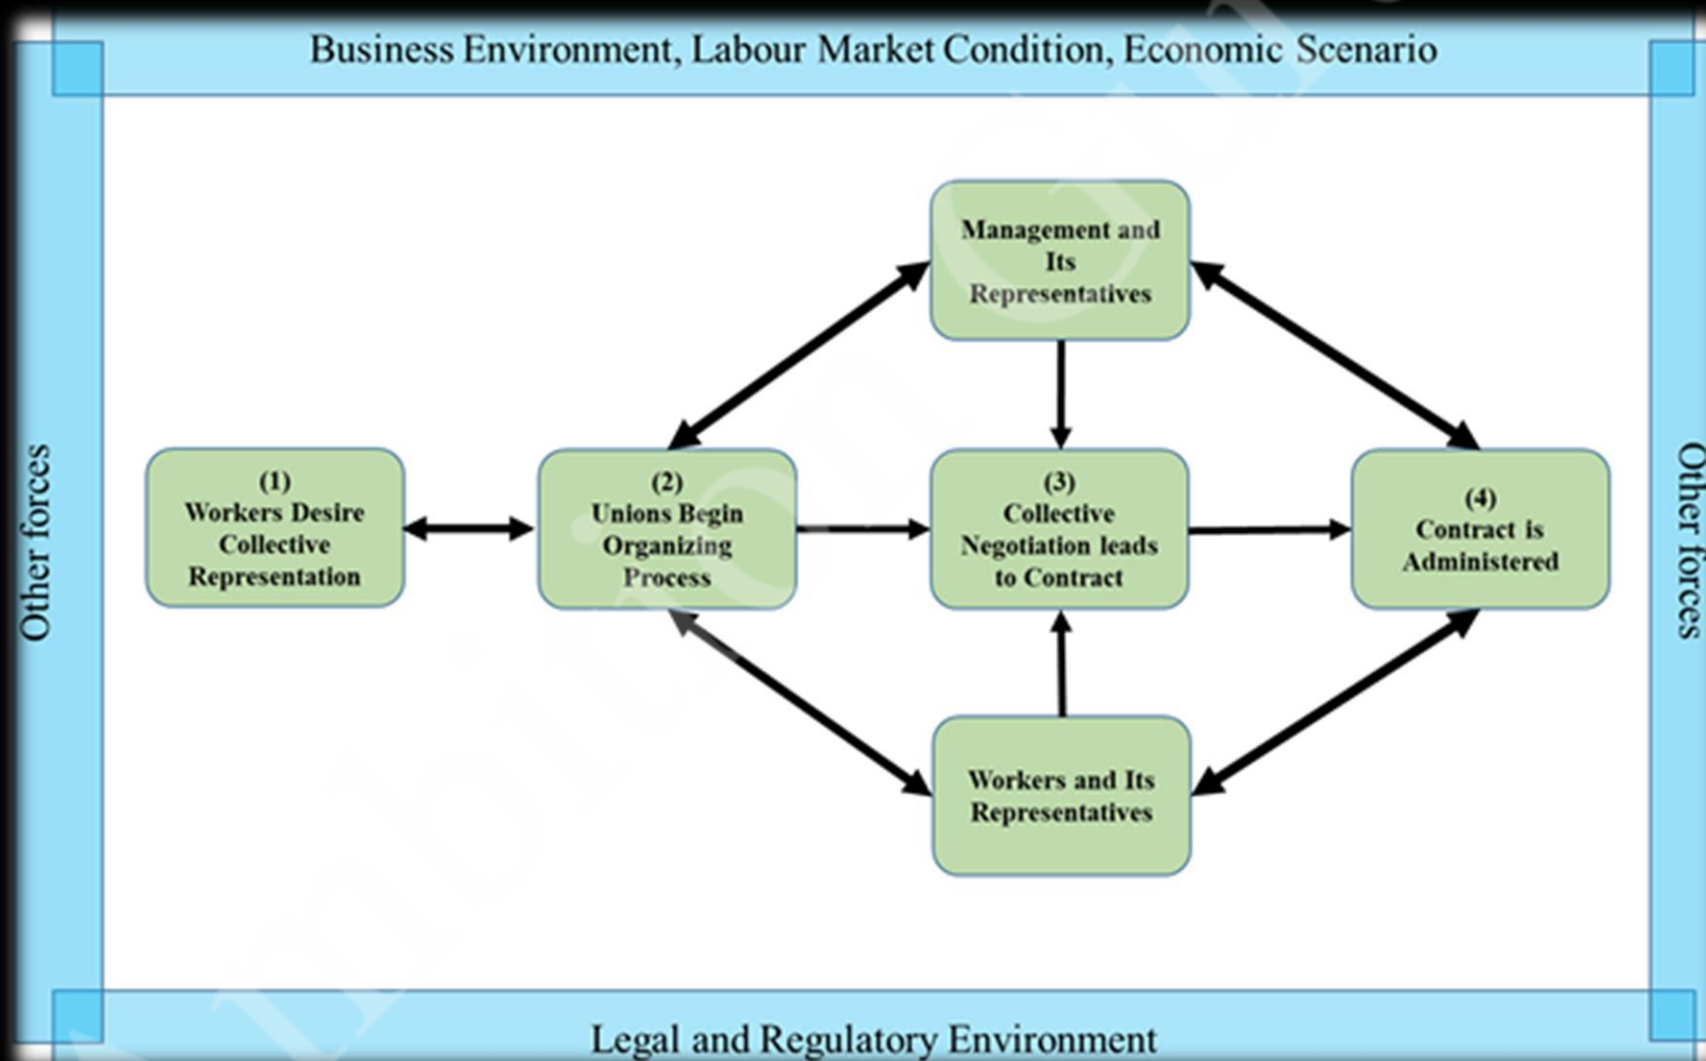 Business Environment, Labour Market Condition, Economic Scenario
Other forces
Management and
Its
Representatives
(1)
Workers Desire
Collective
Representation
(2)
Unions Begin
Organizing
Process
(3)
Collective
Negotiation leads
to Contract
(4)
Contract is
Administered
Workers and Its
Representatives
Other forces
Legal and Regulatory Environment